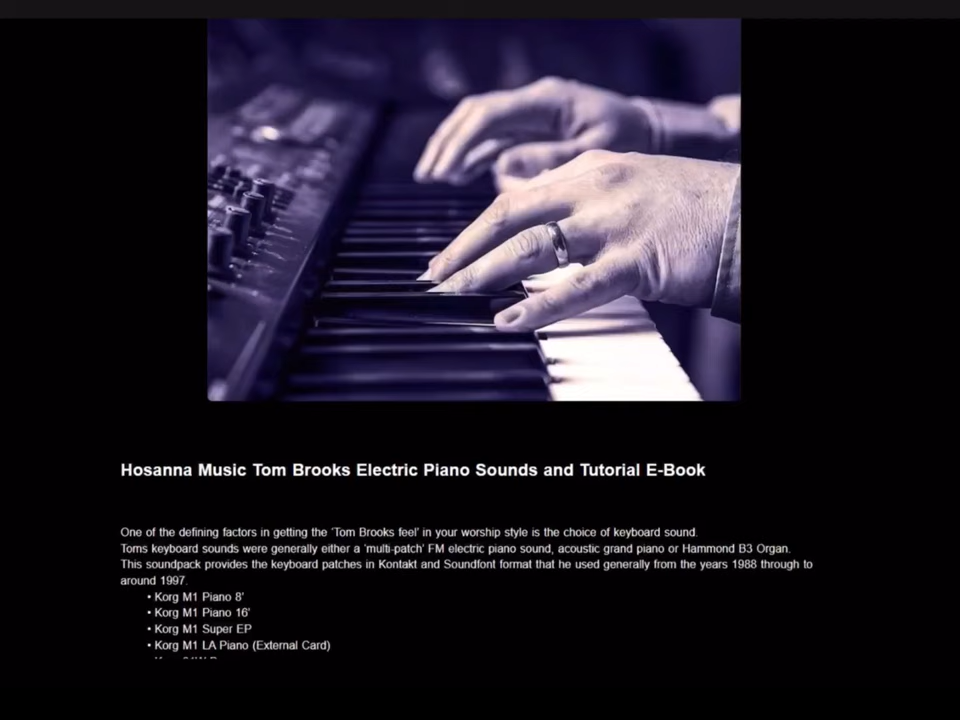 Hosanna Music Tom Brooks Electric Piano Sounds and Tutorial E-Book
One of the defining factors in getting the 'Tom Brooks feel' in your worship style is the choice of keyboard sound.
Toms keyboard sounds were generally either a 'multi-patch' FM electric piano sound, acoustic grand piano or Hammond B3 Organ.
This soundpack provides the keyboard patches in Kontakt and Soundfont format that he used generally from the years 1988 through to
around 1997.
• Korg M1 Piano 8'
• Korg M1 Piano 16'
• Korg M1 Super EP
• Korg M1 LA Piano (External Card)